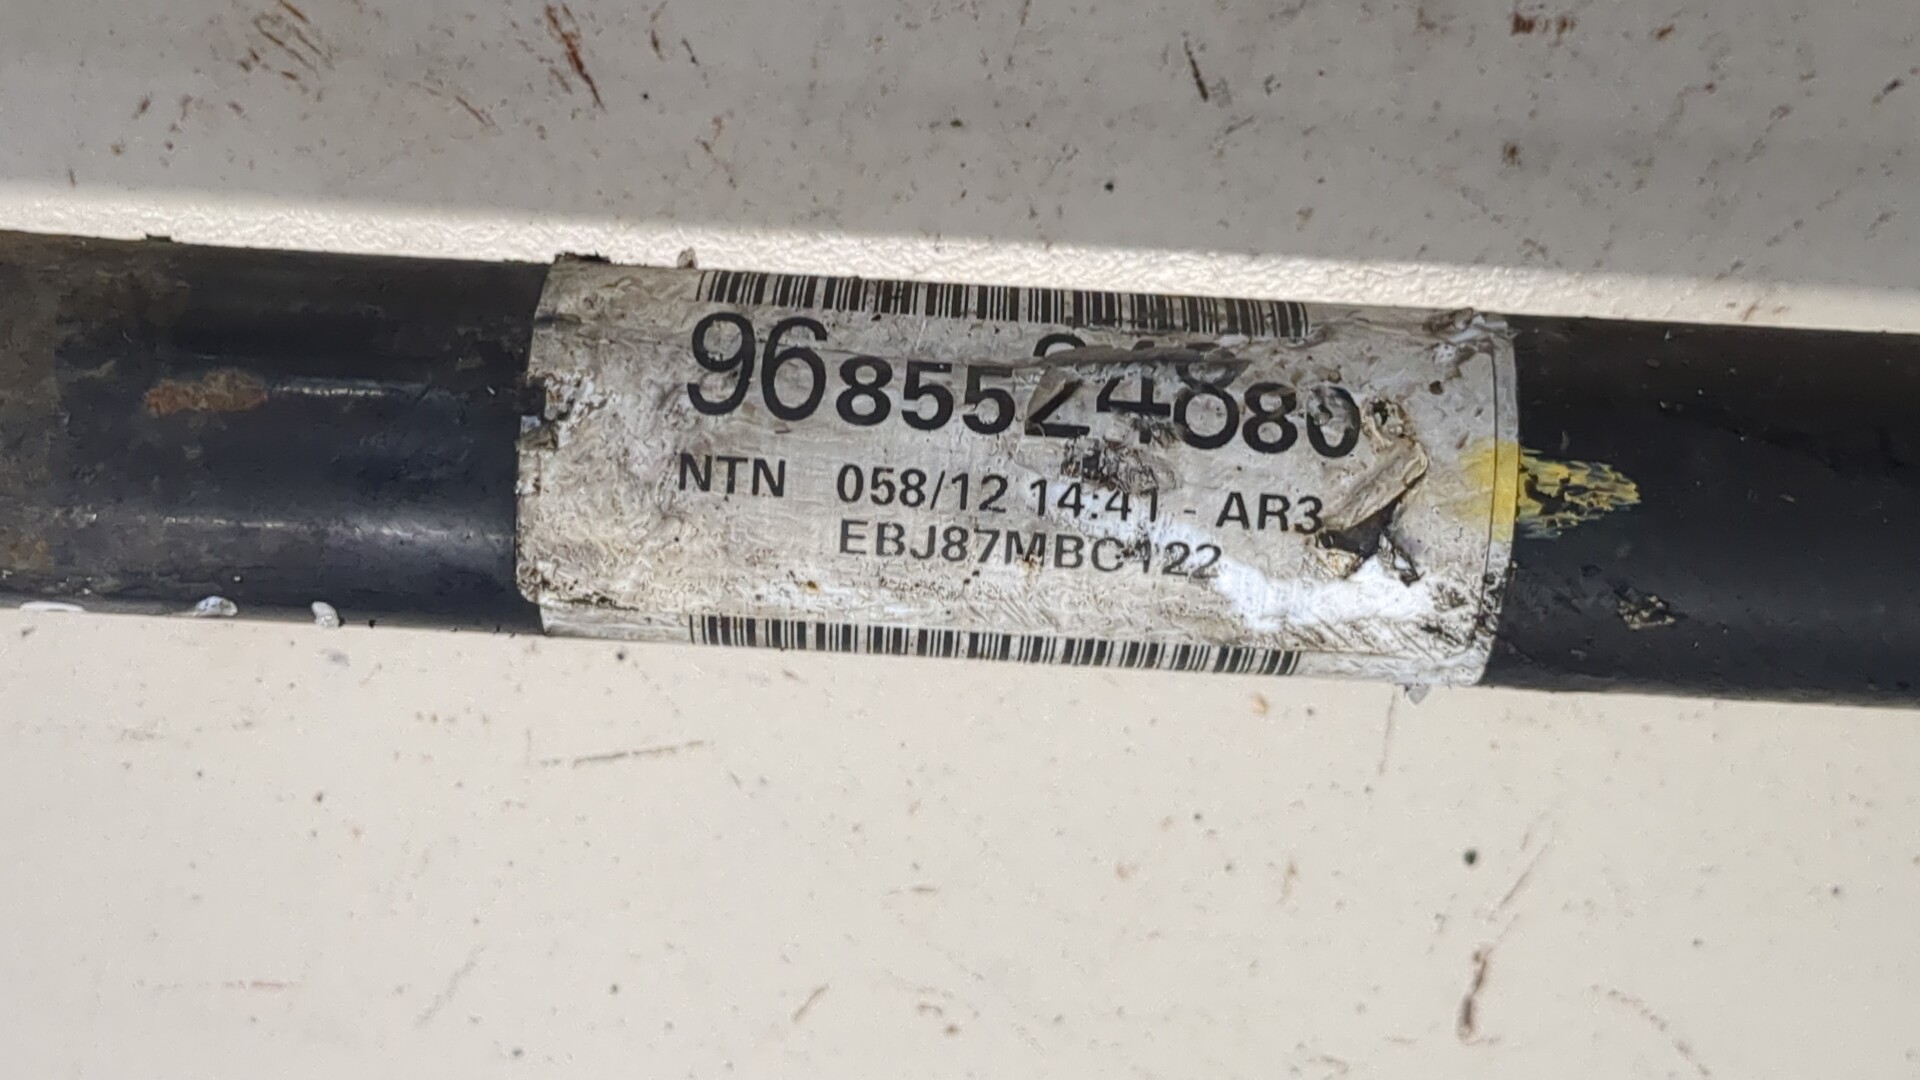 9685524880
NTN 058/12 14:41 - AR3
EBJ87MBC122